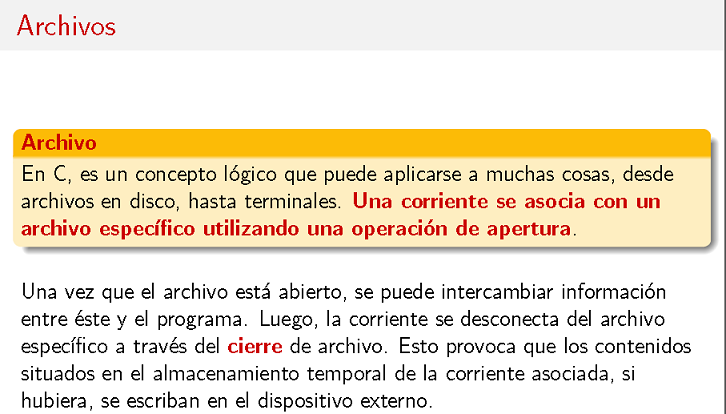 Archivos
Archivo
En C, es un concepto lógico que puede aplicarse a muchas cosas, desde
archivos en disco, hasta terminales. Una corriente se asocia con un
archivo específico utilizando una operación de apertura.
Una vez que el archivo está abierto, se puede intercambiar información
entre éste y el programa. Luego, la corriente se desconecta del archivo
específico a través del cierre de archivo. Esto provoca que los contenidos
situados en el almacenamiento temporal de la corriente asociada, si
hubiera, se escriban en el dispositivo externo.